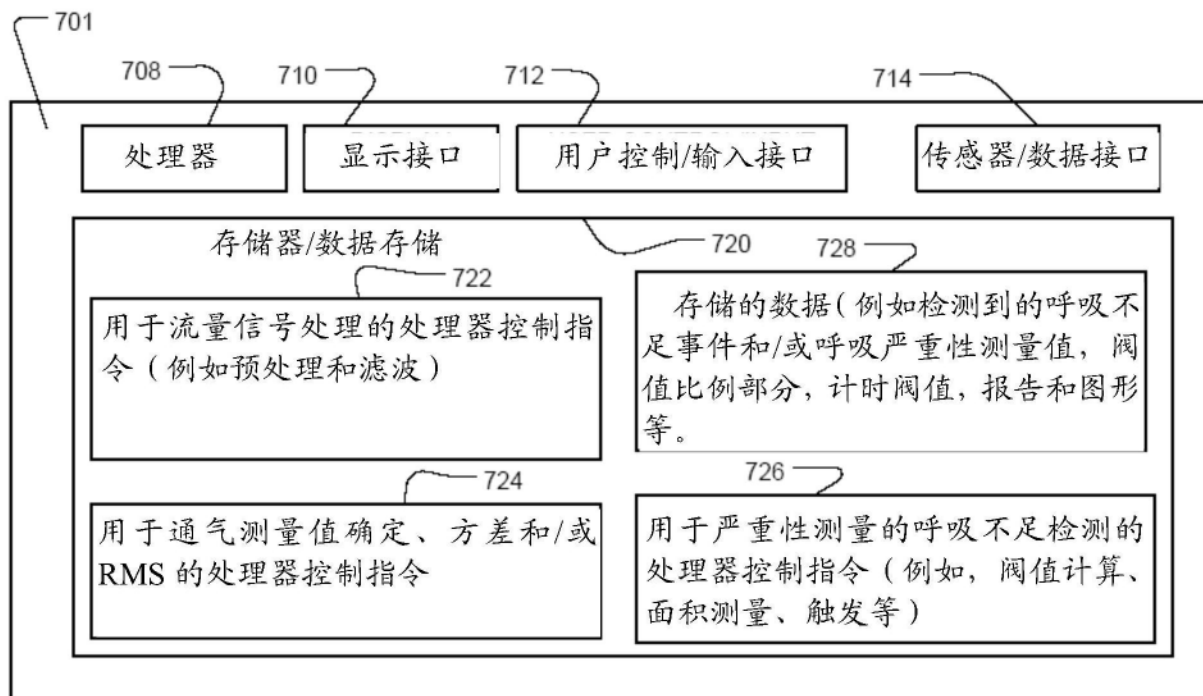 701
708
710
712
714
处理器
显示接口
用户控制/输入接口
传感器/数据接口
存储器/数据存储
720
722
用于流量信号处理的处理器控制指
令（例如预处理和滤波）
728
存储的数据(例如检测到的呼吸不
足事件和/或呼吸严重性测量值，阀
值比例部分，计时阀值，报告和图形
等。
724
用于通气测量值确定、方差和/或
RMS 的处理器控制指令
726
用于严重性测量的呼吸不足检测的
处理器控制指令（例如，阀值计算、
面积测量、触发等）